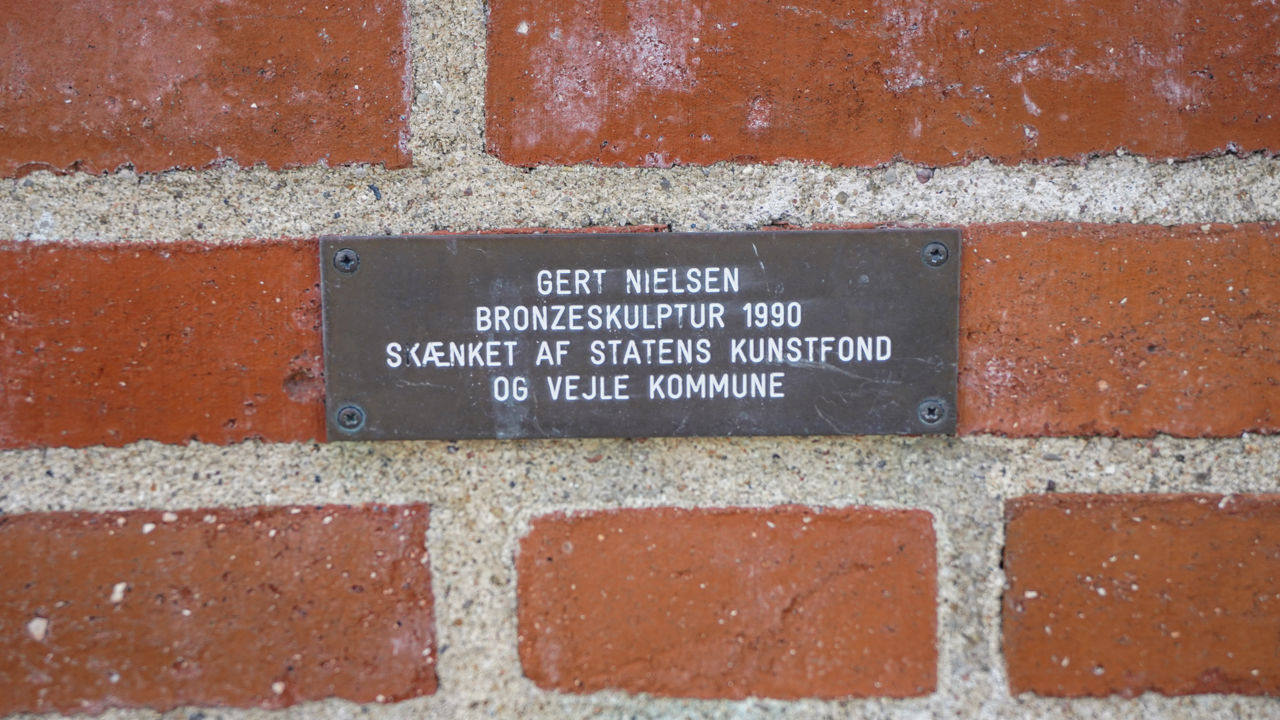 GERT NIELSEN
BRONZESKULPTUR 1990
SKÆNKET AF STATENS KUNSTFOND
OG VEJLE KOMMUNE